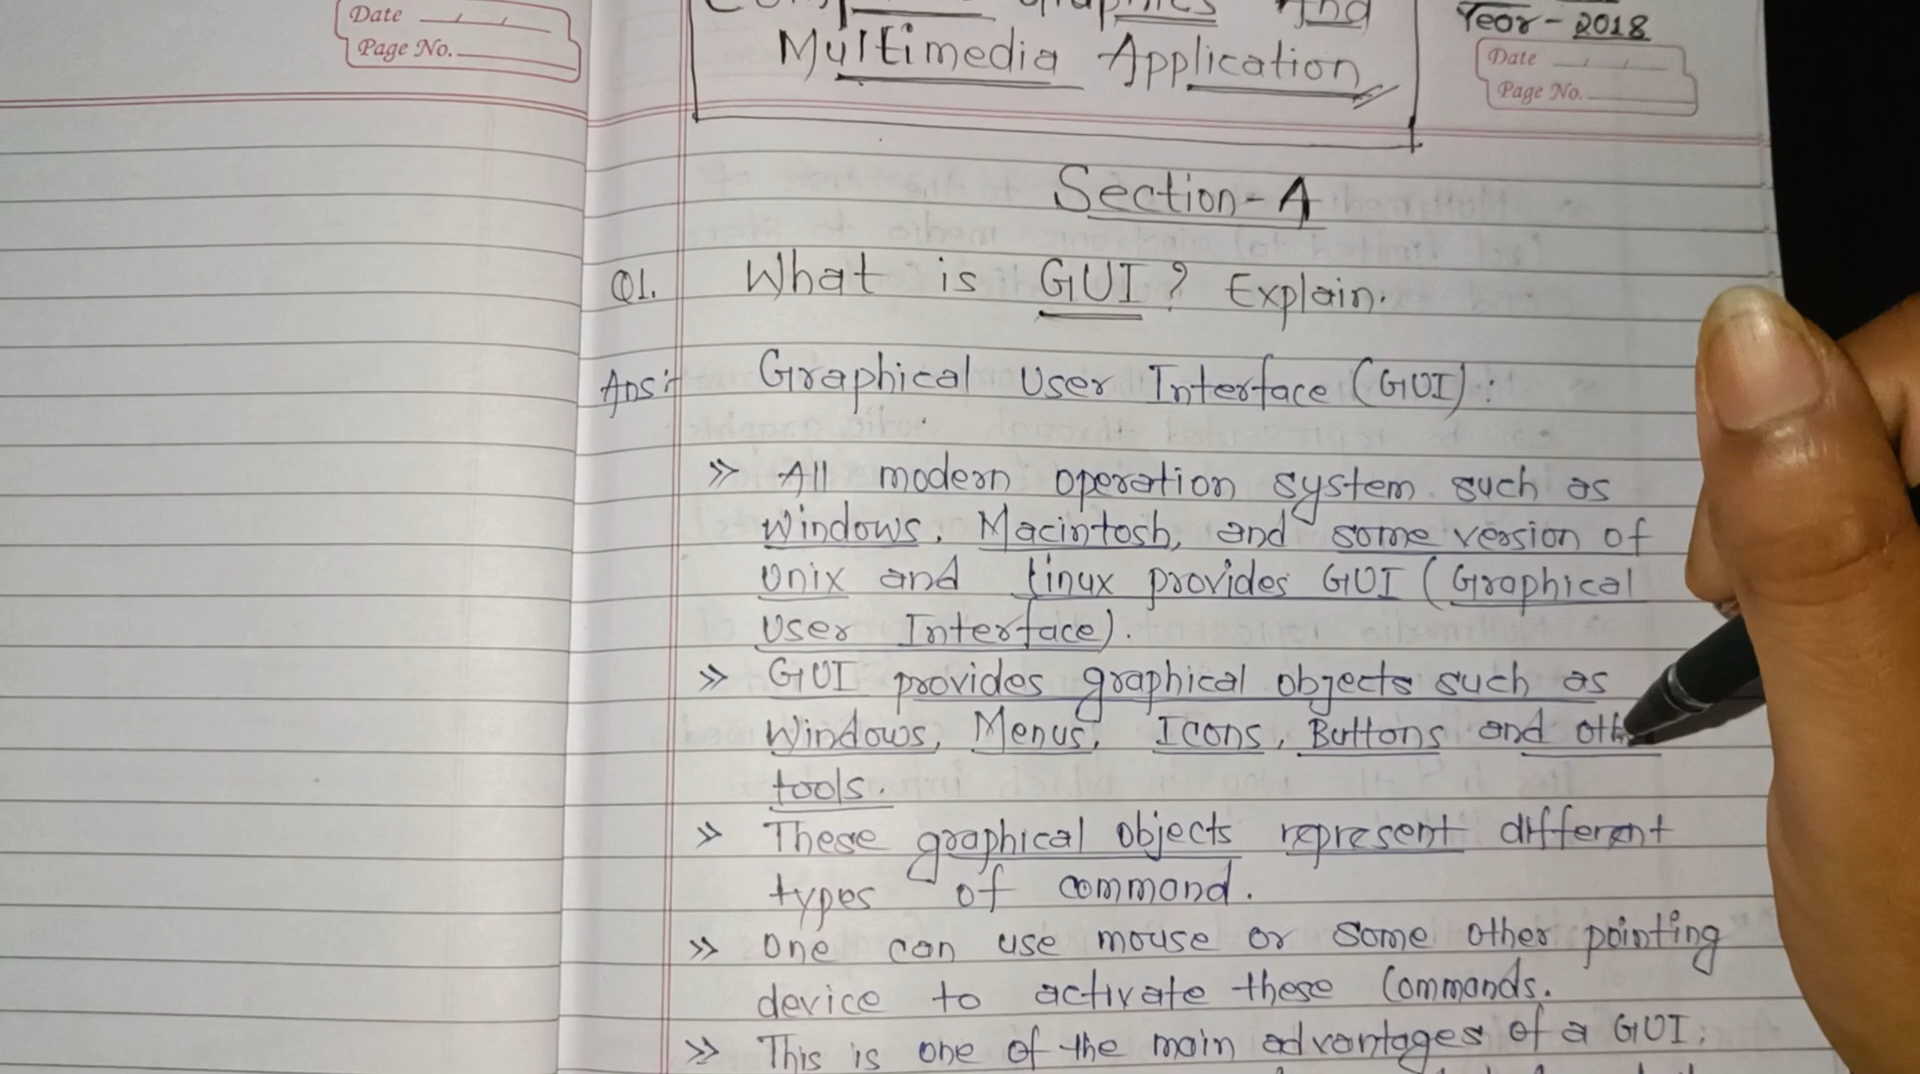 Date
Page No.
Graphics And
Multimedia Application
Year - 2018
Date
Page No.
Section-A
Q1. What is GUI? Explain.
Ans:- Graphical User Interface (GUI):
>> All modern operation system such as
Windows, Macintosh, and some version of
Unix and Linux provides GUI (Graphical
User Interface).
>> GUI provides graphical objects such as
Windows, Menus, Icons, Buttons and oth
tools.
>> These graphical objects represent different
types of command.
>> One can use mouse or some other pointing
device to activate these Commands.
>> This is one of the main advantages of a GUI.